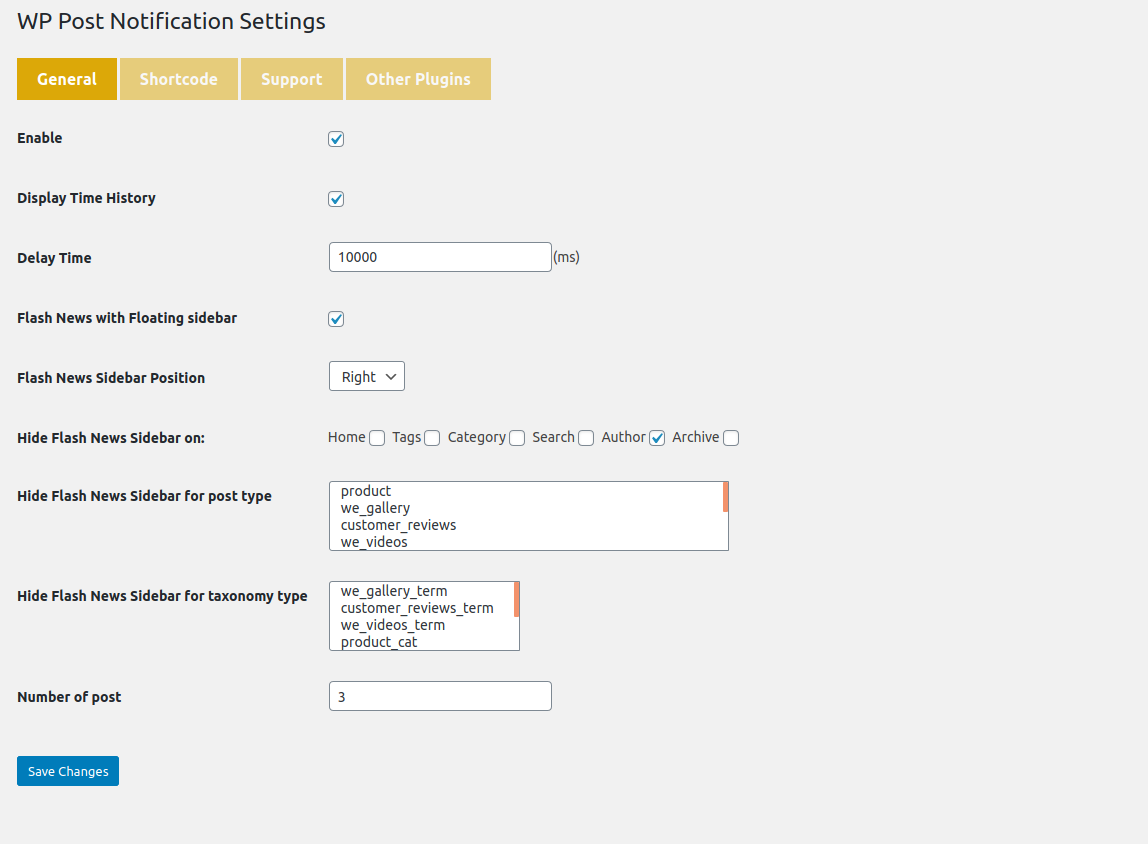 WP Post Notification Settings
General Shortcode Support Other Plugins
Enable
Display Time History
Delay Time 10000 (ms)
Flash News with Floating sidebar
Flash News Sidebar Position Right
Hide Flash News Sidebar on: Home Tags Category Search Author Archive
Hide Flash News Sidebar for post type
product
we_gallery
customer_reviews
we_videos
Hide Flash News Sidebar for taxonomy type
we_gallery_term
customer_reviews_term
we_videos_term
product_cat
Number of post 3
Save Changes